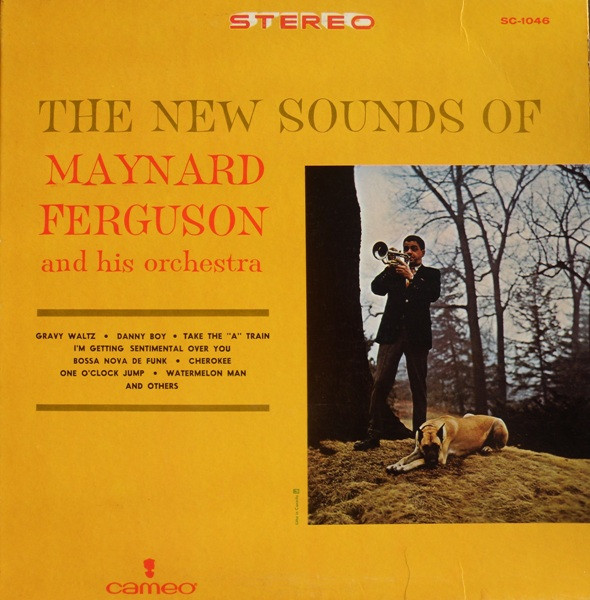 STEREO
SC-1046
THE NEW SOUNDS OF
MAYNARD
FERGUSON
and his orchestra
GRAVY WALTZ • DANNY BOY • TAKE THE "A" TRAIN
I'M GETTING SENTIMENTAL OVER YOU
BOSSA NOVA DE FUNK • CHEROKEE
ONE O'CLOCK JUMP • WATERMELON MAN
AND OTHERS
cameo